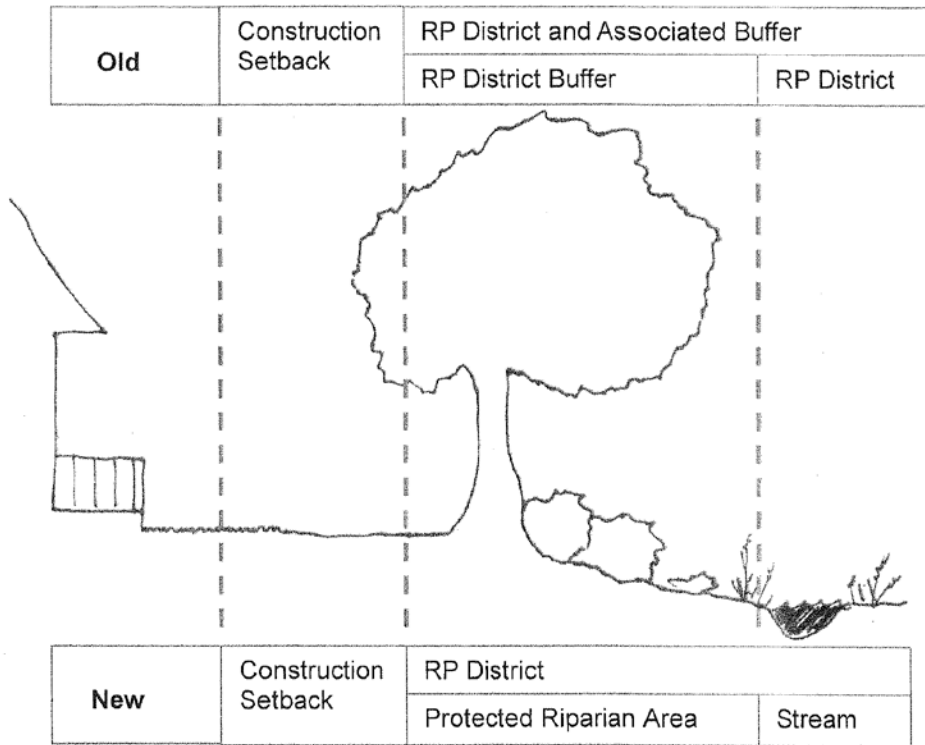 Old
Construction
Setback
RP District and Associated Buffer
RP District Buffer
RP District
New
Construction
Setback
RP District
Protected Riparian Area
Stream